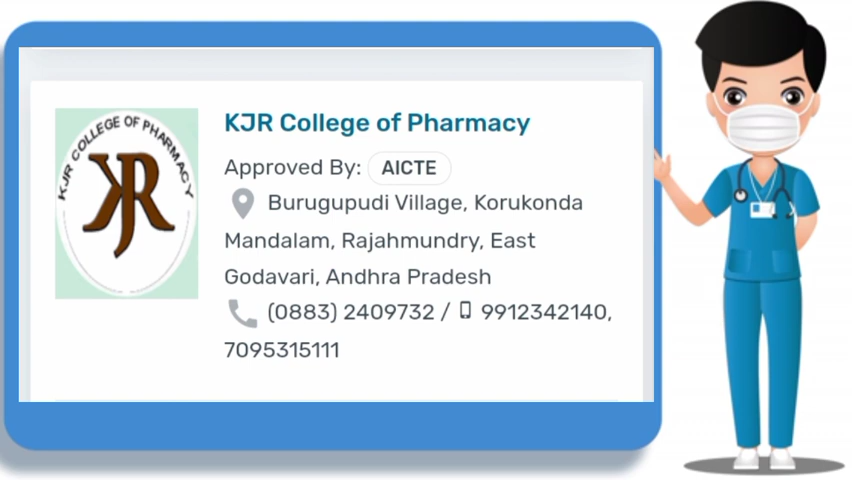 KJR COLLEGE OF PHARMACY
KJR
KJR College of Pharmacy
Approved By: AICTE
Burugupudi Village, Korukonda
Mandalam, Rajahmundry, East
Godavari, Andhra Pradesh
(0883) 2409732 / 9912342140,
7095315111